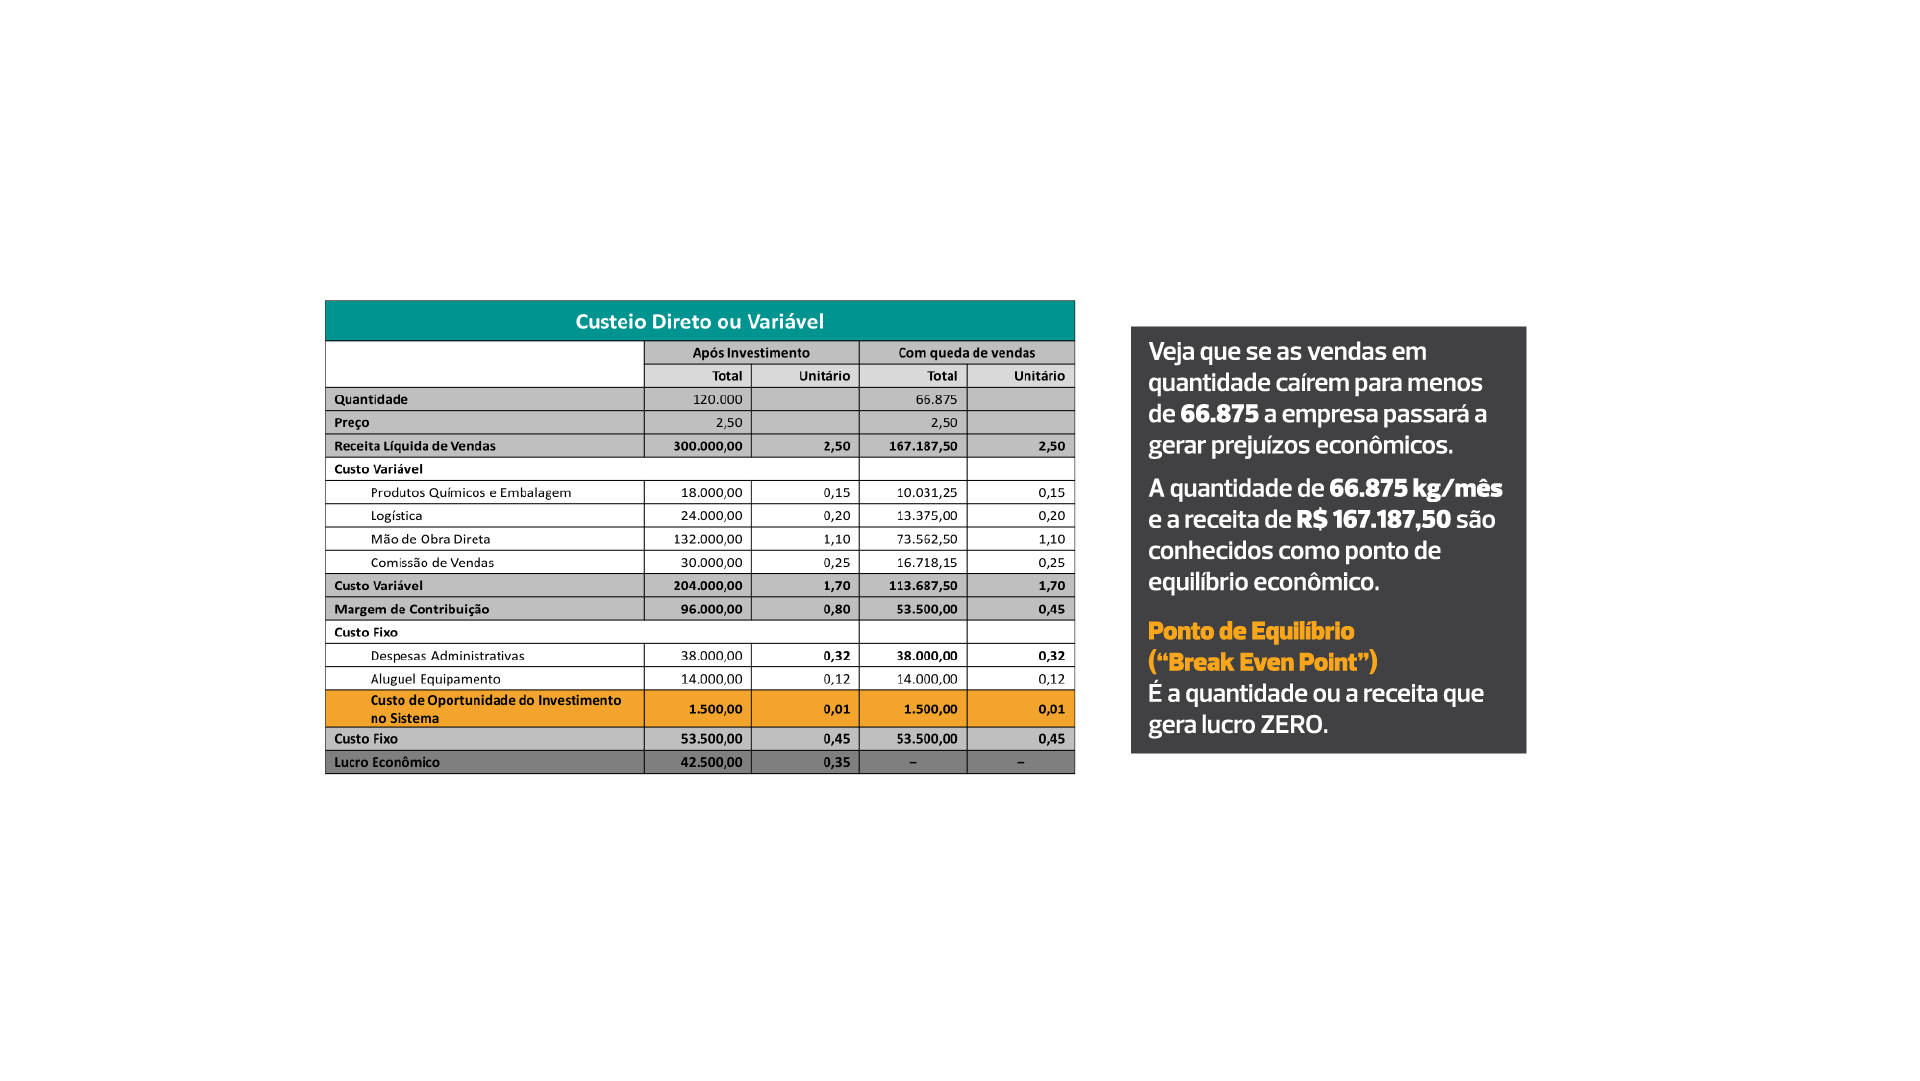 Custeio Direto ou Variável
Após Investimento Com queda de vendas
Total Unitário Total Unitário
Quantidade 120.000 66.875
Preço 2,50 2,50
Receita Líquida de Vendas 300.000,00 2,50 167.187,50 2,50
Custo Variável
Produtos Químicos e Embalagem 18.000,00 0,15 10.031,25 0,15
Logística 24.000,00 0,20 13.375,00 0,20
Mão de Obra Direta 132.000,00 1,10 73.562,50 1,10
Comissão de Vendas 30.000,00 0,25 16.718,15 0,25
Custo Variável 204.000,00 1,70 113.687,50 1,70
Margem de Contribuição 96.000,00 0,80 53.500,00 0,45
Custo Fixo
Despesas Administrativas 38.000,00 0,32 38.000,00 0,32
Aluguel Equipamento 14.000,00 0,12 14.000,00 0,12
Custo de Oportunidade do Investimento
no Sistema 1.500,00 0,01 1.500,00 0,01
Custo Fixo 53.500,00 0,45 53.500,00 0,45
Lucro Econômico 42.500,00 0,35 – –
Veja que se as vendas em
quantidade caírem para menos
de 66.875 a empresa passará a
gerar prejuízos econômicos.
A quantidade de 66.875 kg/mês
e a receita de R$ 167.187,50 são
conhecidos como ponto de
equilíbrio econômico.
Ponto de Equilíbrio
(“Break Even Point”)
É a quantidade ou a receita que
gera lucro ZERO.